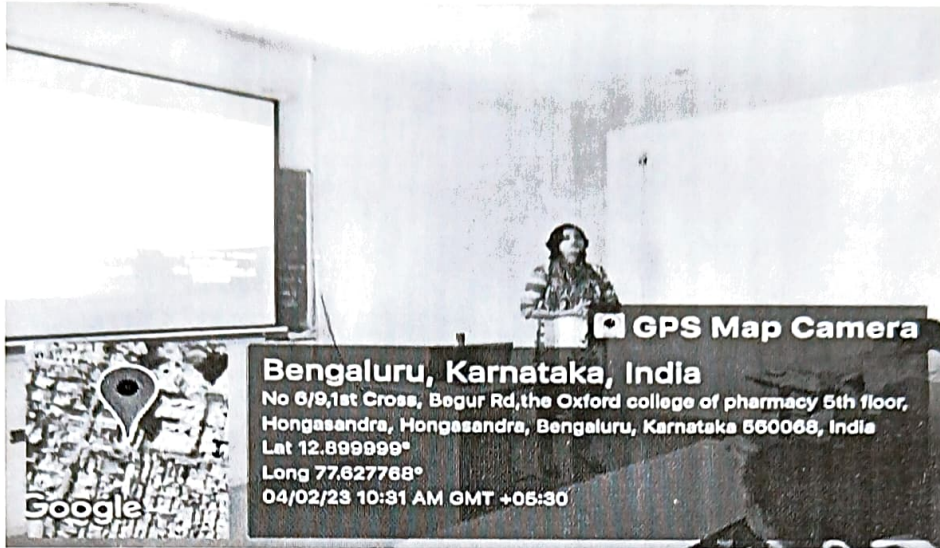 GPS Map Camera
Bengaluru, Karnataka, India
No 6/9,1st Cross, Begur Rd,the Oxford college of pharmacy 5th floor,
Hongasandra, Hongasandra, Bengaluru, Karnataka 560068, India
Lat 12.899999°
Long 77.627768°
04/02/23 10:31 AM GMT +05:30
Google